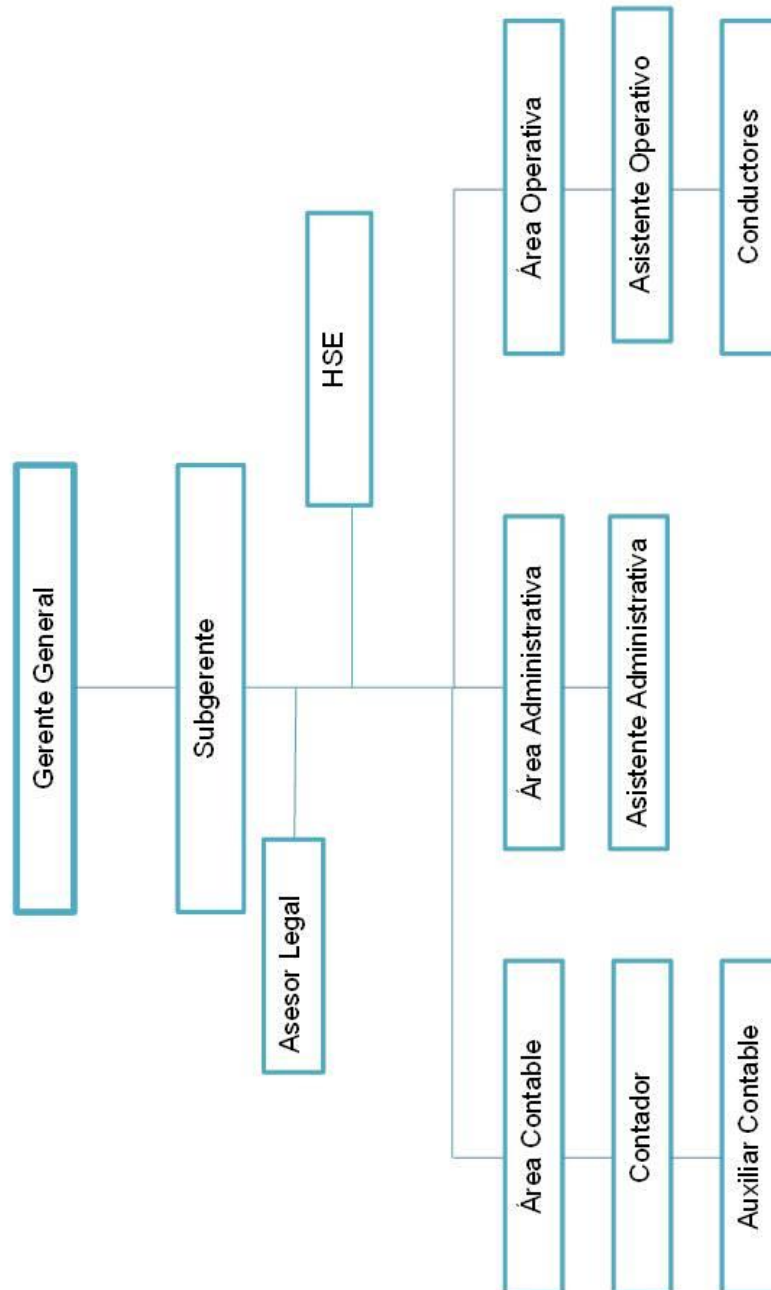 Gerente General
Subgerente
Asesor Legal
HSE
Área Contable
Área Administrativa
Área Operativa
Contador
Asistente Administrativa
Asistente Operativo
Auxiliar Contable
Conductores